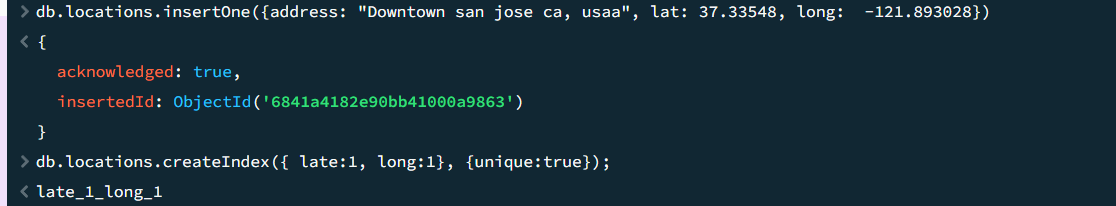 > db.locations.insertOne({address: "Downtown san jose ca, usaa", lat: 37.33548, long:  -121.893028})
< {
    acknowledged: true,
    insertedId: ObjectId('6841a4182e90bb41000a9863')
  }
> db.locations.createIndex({ late:1, long:1}, {unique:true});
< late_1_long_1